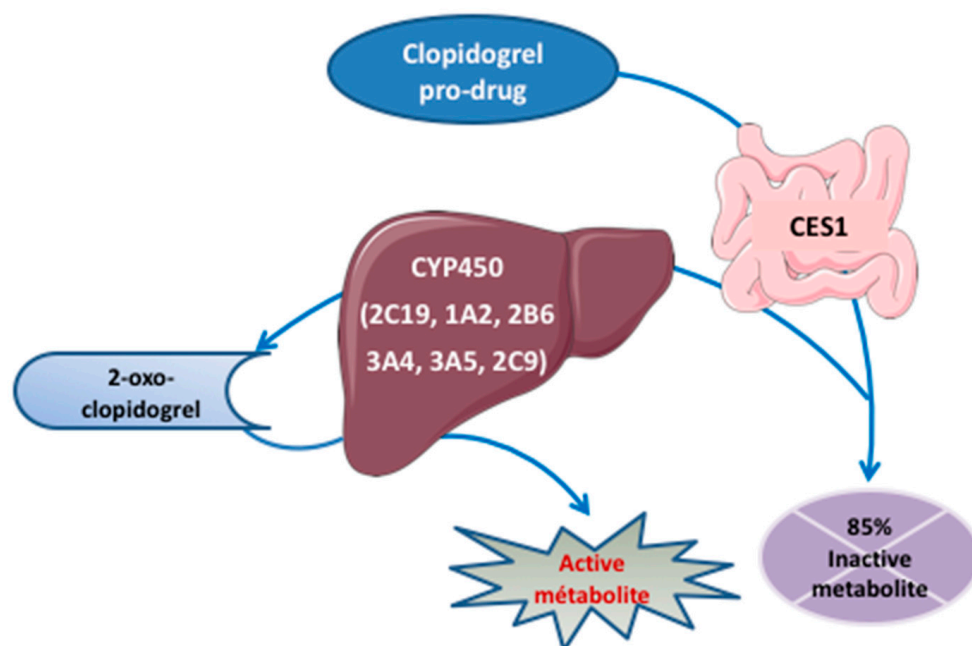 Clopidogrel
pro-drug
CES1
CYP450
(2C19, 1A2, 2B6
3A4, 3A5, 2C9)
2-oxo-
clopidogrel
Active
métabolite
85%
Inactive
metabolite